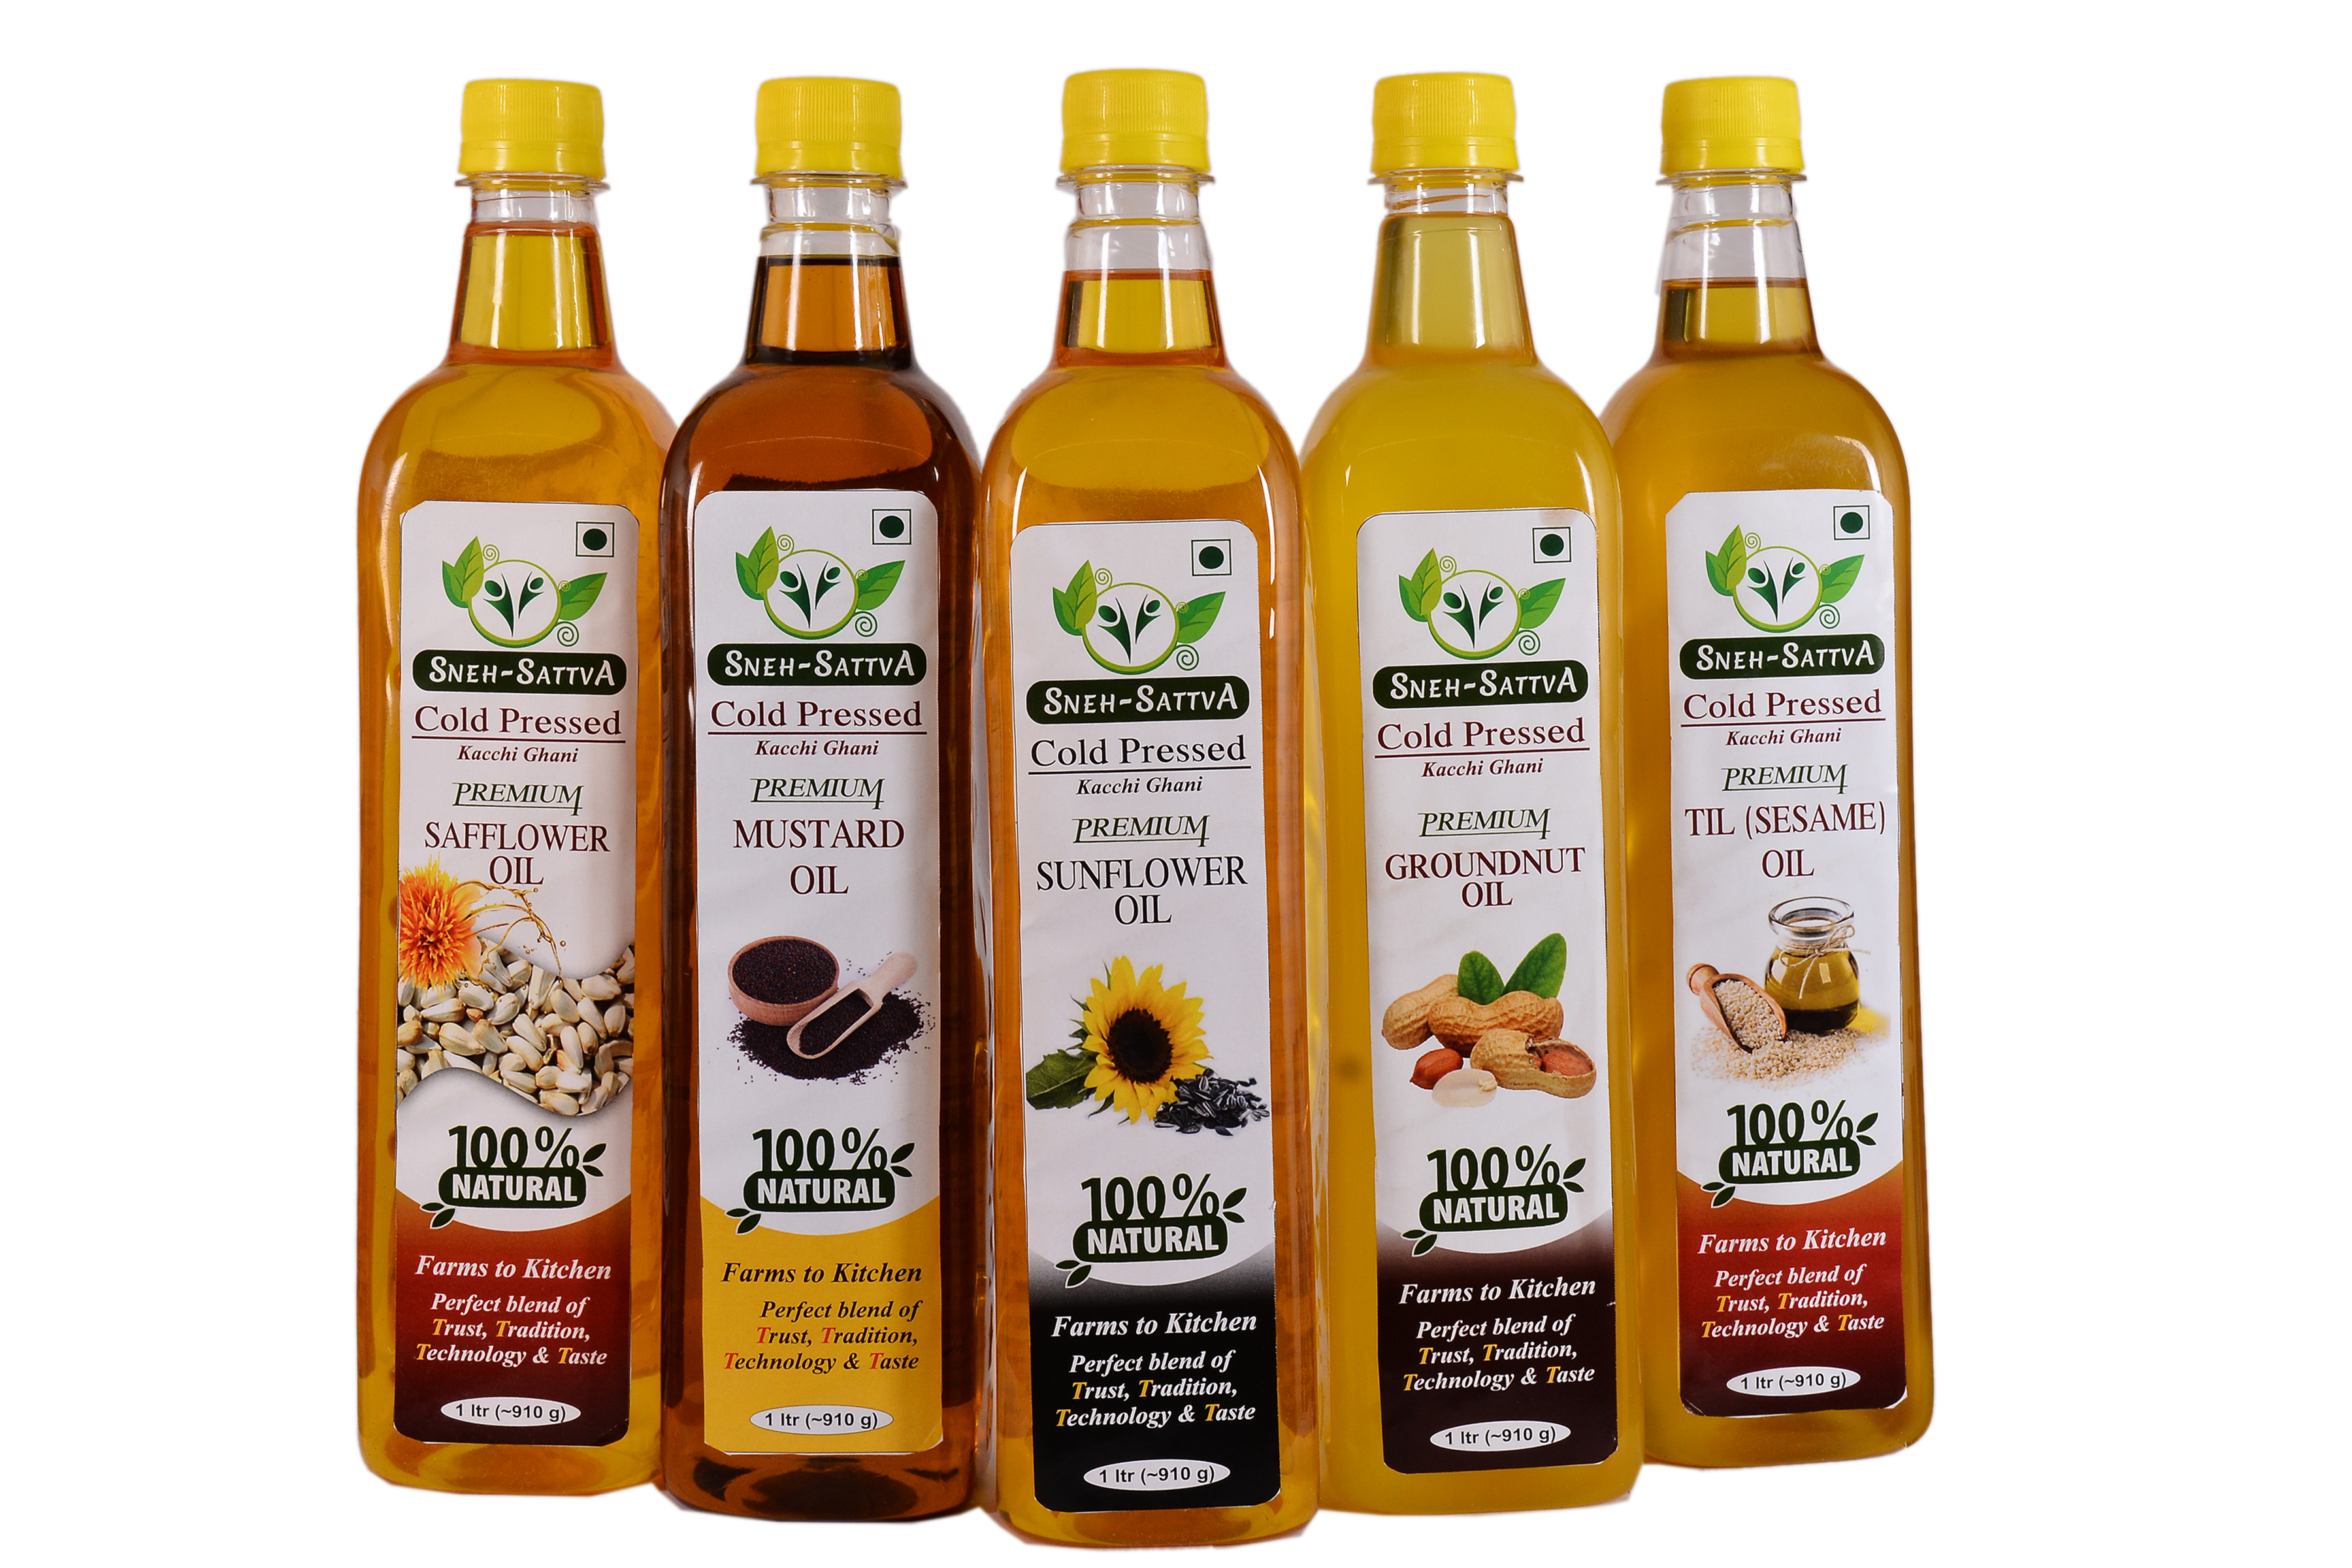 SNEH-SATTVA
Cold Pressed
Kacchi Ghani
PREMIUM
SAFFLOWER
OIL
100%
NATURAL
Farms to Kitchen
Perfect blend of
Trust, Tradition,
Technology & Taste
1 ltr (~910 g)
SNEH-SATTVA
Cold Pressed
Kacchi Ghani
PREMIUM
MUSTARD
OIL
100%
NATURAL
Farms to Kitchen
Perfect blend of
Trust, Tradition,
Technology & Taste
1 ltr (~910 g)
SNEH-SATTVA
Cold Pressed
Kacchi Ghani
PREMIUM
SUNFLOWER
OIL
100%
NATURAL
Farms to Kitchen
Perfect blend of
Trust, Tradition,
Technology & Taste
1 ltr (~910 g)
SNEH-SATTVA
Cold Pressed
Kacchi Ghani
PREMIUM
GROUNDNUT
OIL
100%
NATURAL
Farms to Kitchen
Perfect blend of
Trust, Tradition,
Technology & Taste
1 ltr (~910 g)
SNEH-SATTVA
Cold Pressed
Kacchi Ghani
PREMIUM
TIL (SESAME)
OIL
100%
NATURAL
Farms to Kitchen
Perfect blend of
Trust, Tradition,
Technology & Taste
1 ltr (~910 g)